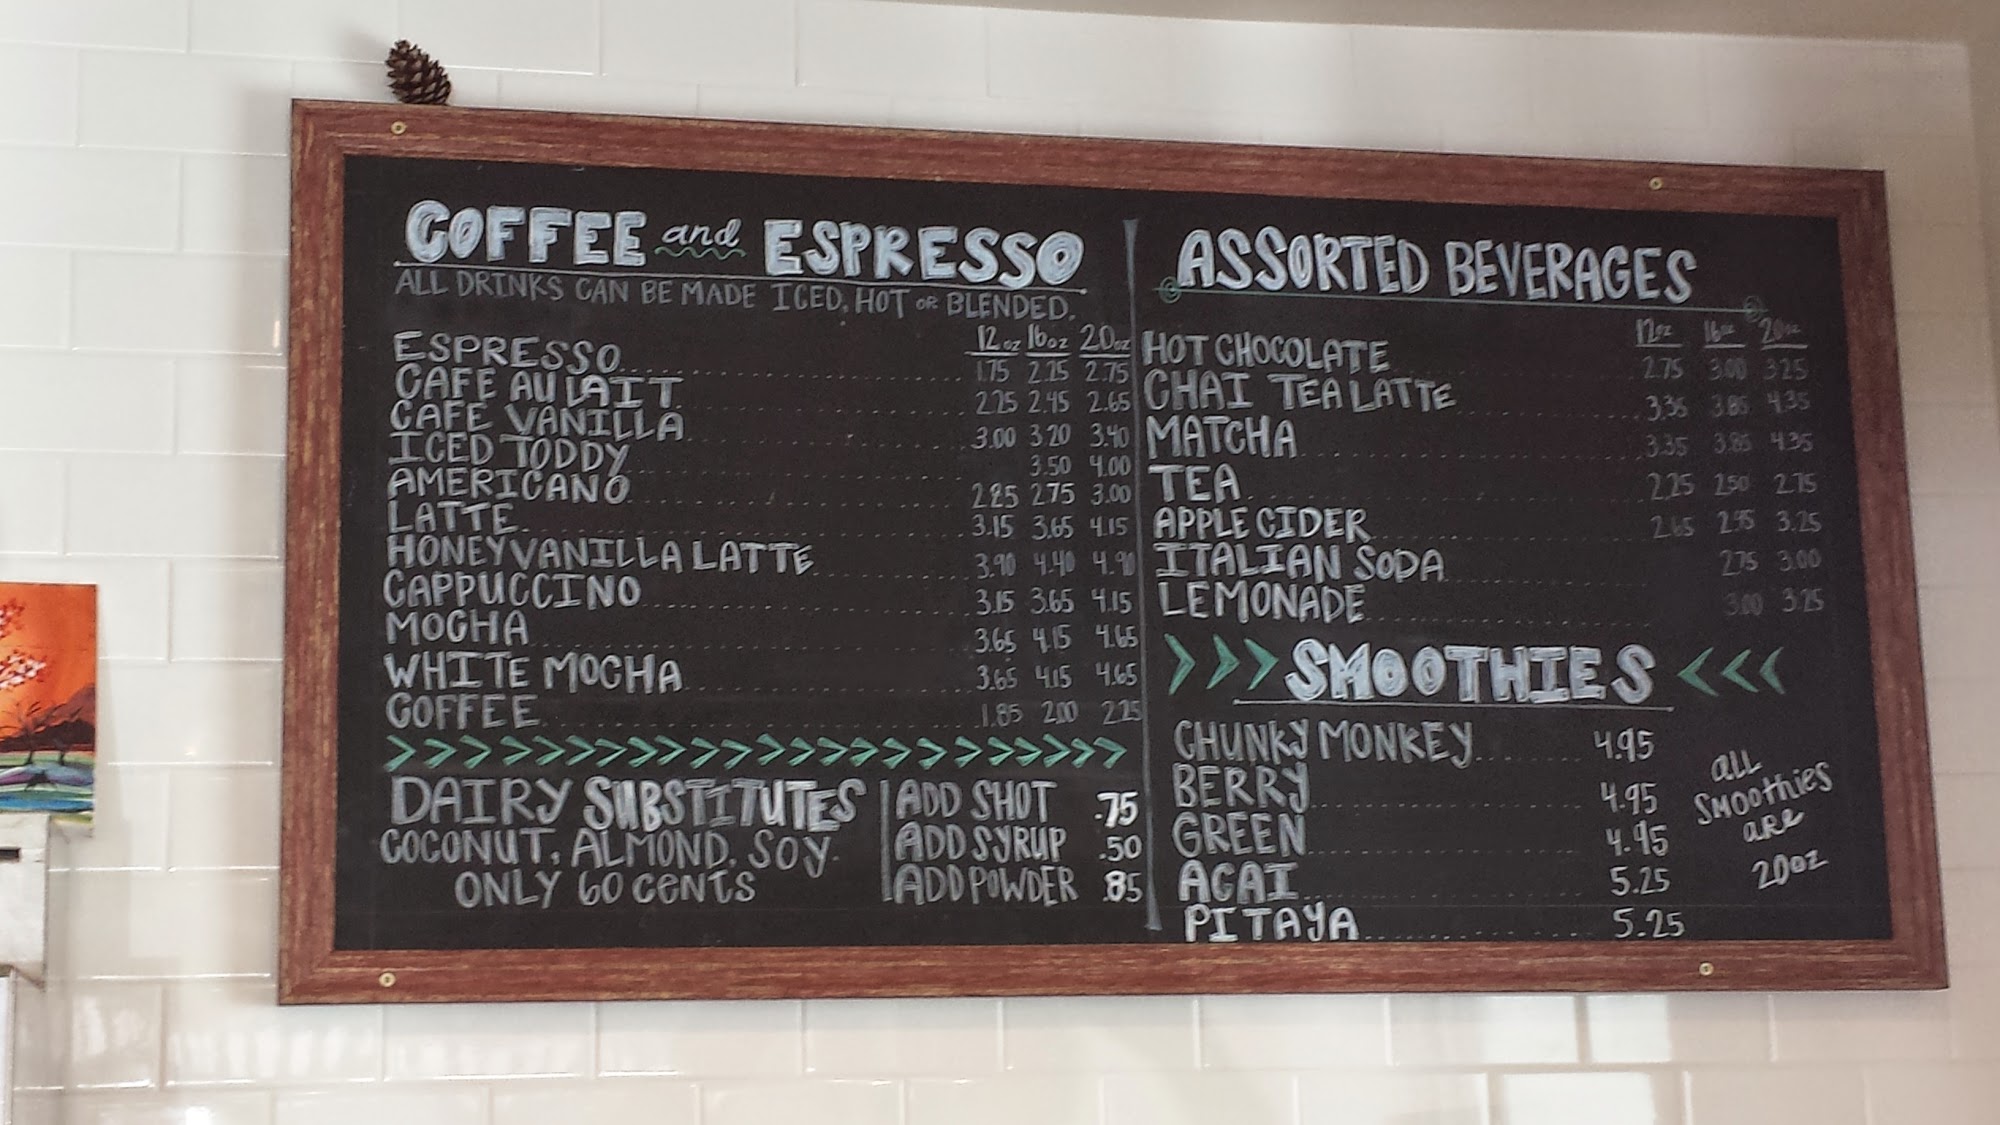 COFFEE and ESPRESSO
ALL DRINKS CAN BE MADE ICED, HOT OR BLENDED.
12oz 16oz 20oz
ESPRESSO 1.75 2.25 2.75
CAFE AU LAIT 2.25 2.45 2.65
CAFE VANILLA 3.00 3.20 3.40
ICED TODDY 3.50 4.00
AMERICANO 2.25 2.75 3.00
LATTE 3.15 3.65 4.15
HONEY VANILLA LATTE 3.90 4.40 4.90
CAPPUCCINO 3.15 3.65 4.15
MOCHA 3.65 4.15 4.65
WHITE MOCHA 3.65 4.15 4.65
COFFEE 1.85 2.00 2.25
DAIRY SUBSTITUTES
COCONUT, ALMOND, SOY
ONLY 60 CENTS
ADD SHOT .75
ADD SYRUP .50
ADD POWDER .85
ASSORTED BEVERAGES
12oz 16oz 20oz
HOT CHOCOLATE 2.75 3.00 3.25
CHAI TEA LATTE 3.35 3.85 4.35
MATCHA 3.35 3.85 4.35
TEA 2.25 2.50 2.75
APPLE CIDER 2.65 2.95 3.25
ITALIAN SODA 2.75 3.00
LEMONADE 3.00 3.25
>>> SMOOTHIES <<<
CHUNKY MONKEY 4.95
BERRY 4.95
GREEN 4.95
ACAI 5.25
PITAYA 5.25
all
smoothies
are
20oz